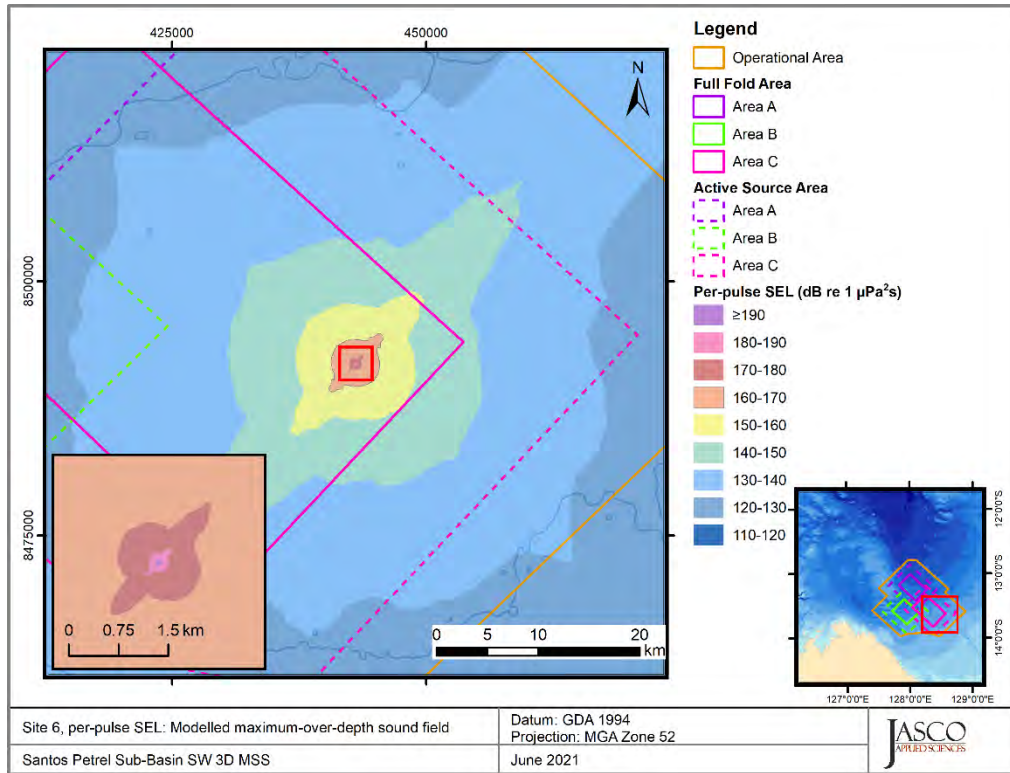 425000
450000
N
8500000
8475000
0 0.75 1.5 km
0 5 10 20
km
Legend
Operational Area
Full Fold Area
Area A
Area B
Area C
Active Source Area
Area A
Area B
Area C
Per-pulse SEL (dB re 1 µPa²s)
≥190
180-190
170-180
160-170
150-160
140-150
130-140
120-130
110-120
12°0'0"S
13°0'0"S
14°0'0"S
127°0'0"E
128°0'0"E
129°0'0"E
Site 6, per-pulse SEL: Modelled maximum-over-depth sound field
Datum: GDA 1994
Projection: MGA Zone 52
Santos Petrel Sub-Basin SW 3D MSS
June 2021
JASCO
APPLIED SCIENCES